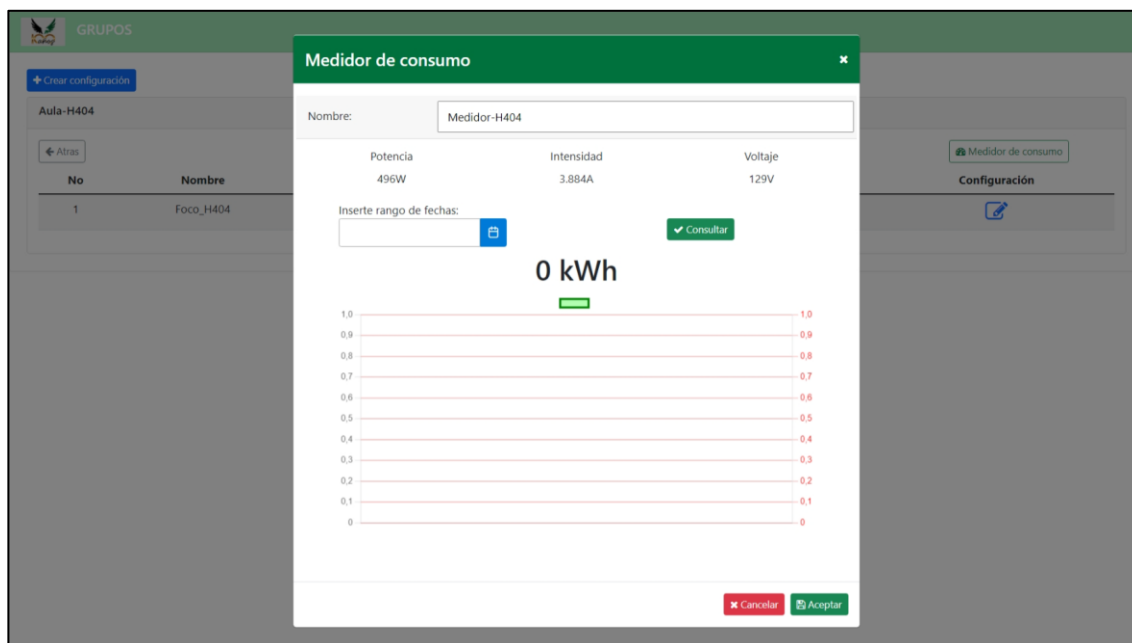 GRUPOS
Medidor de consumo ×
+ Crear configuración
Aula-H404
Nombre: Medidor-H404
Atras
Medidor de consumo
Potencia Intensidad Voltaje
496W 3.884A 129V
No Nombre Configuración
1 Foco_H404
Inserte rango de fechas:
Consultar
0 kWh
1,0 1,0
0,9 0,9
0,8 0,8
0,7 0,7
0,6 0,6
0,5 0,5
0,4 0,4
0,3 0,3
0,2 0,2
0,1 0,1
0 0
Cancelar Aceptar